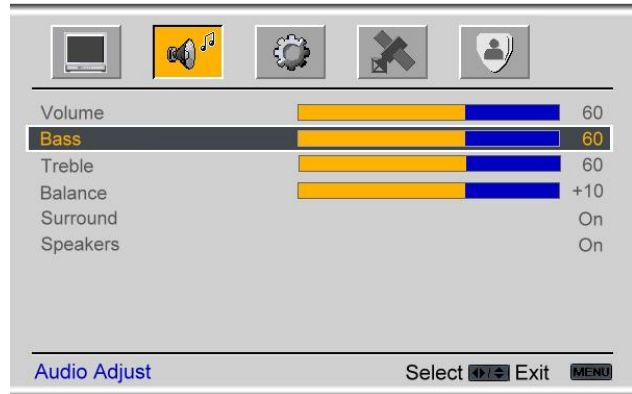 Volume 60
Bass 60
Treble 60
Balance +10
Surround On
Speakers On
Audio Adjust Select Exit MENU